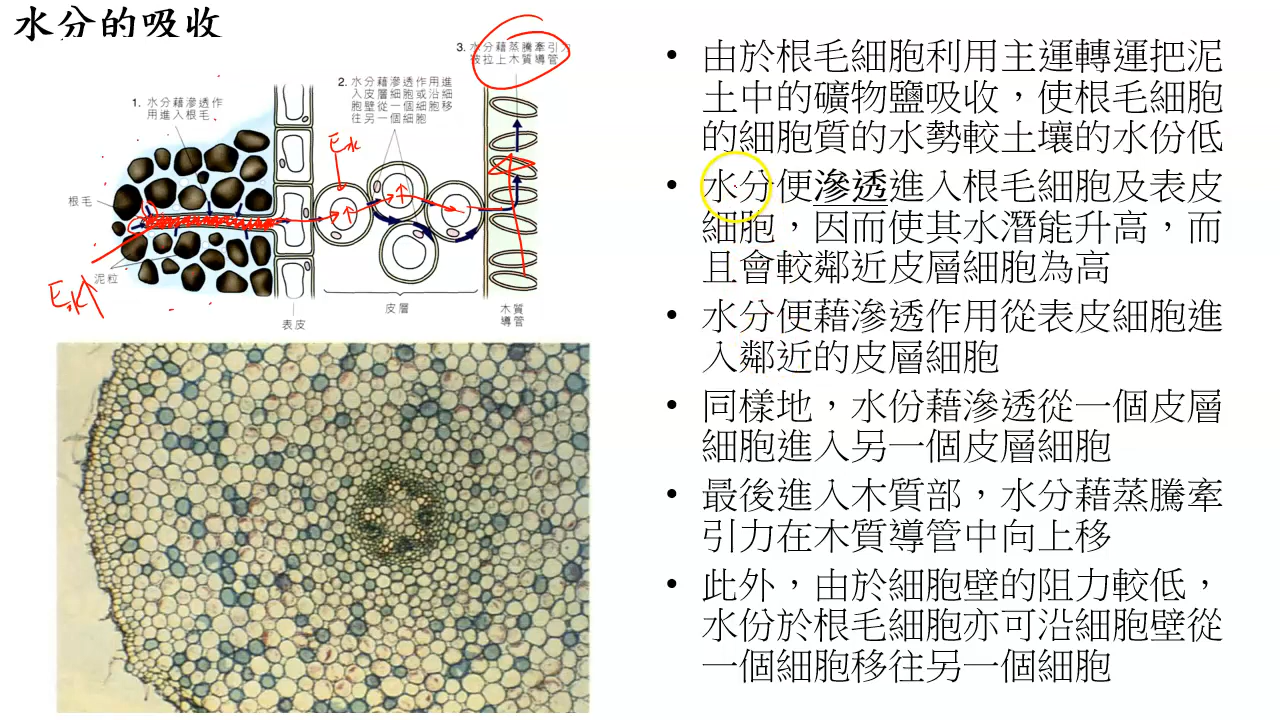 水分的吸收
3. 水分藉蒸騰牽引力
被拉上木質導管
2. 水分藉滲透作用進
入皮層細胞或沿細
胞壁從一個細胞移
往另一個細胞
1. 水分藉滲透作
用進入根毛
E水
根毛
泥粒
E水↑
表皮
皮層
木質
導管
• 由於根毛細胞利用主運轉運把泥
土中的礦物鹽吸收，使根毛細胞
的細胞質的水勢較土壤的水份低
• 水分便滲透進入根毛細胞及表皮
細胞，因而使其水潛能升高，而
且會較鄰近皮層細胞為高
• 水分便藉滲透作用從表皮細胞進
入鄰近的皮層細胞
• 同樣地，水份藉滲透從一個皮層
細胞進入另一個皮層細胞
• 最後進入木質部，水分藉蒸騰牽
引力在木質導管中向上移
• 此外，由於細胞壁的阻力較低，
水份於根毛細胞亦可沿細胞壁從
一個細胞移往另一個細胞